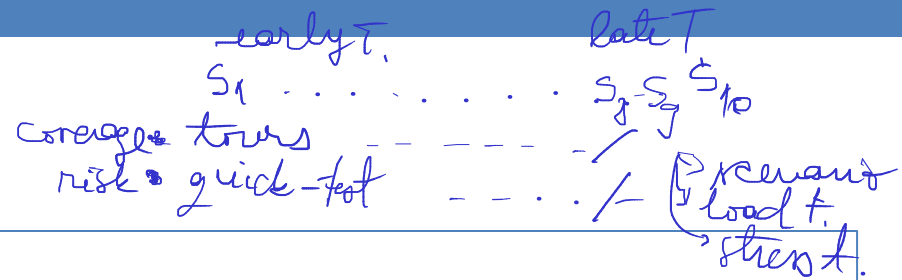 early T. late T
S1 . . . . . . . . S8-S9 S10
coverage tours -- -- -- -- /
risk quick-test -- -- . . /-
scenario
load t.
stress t.